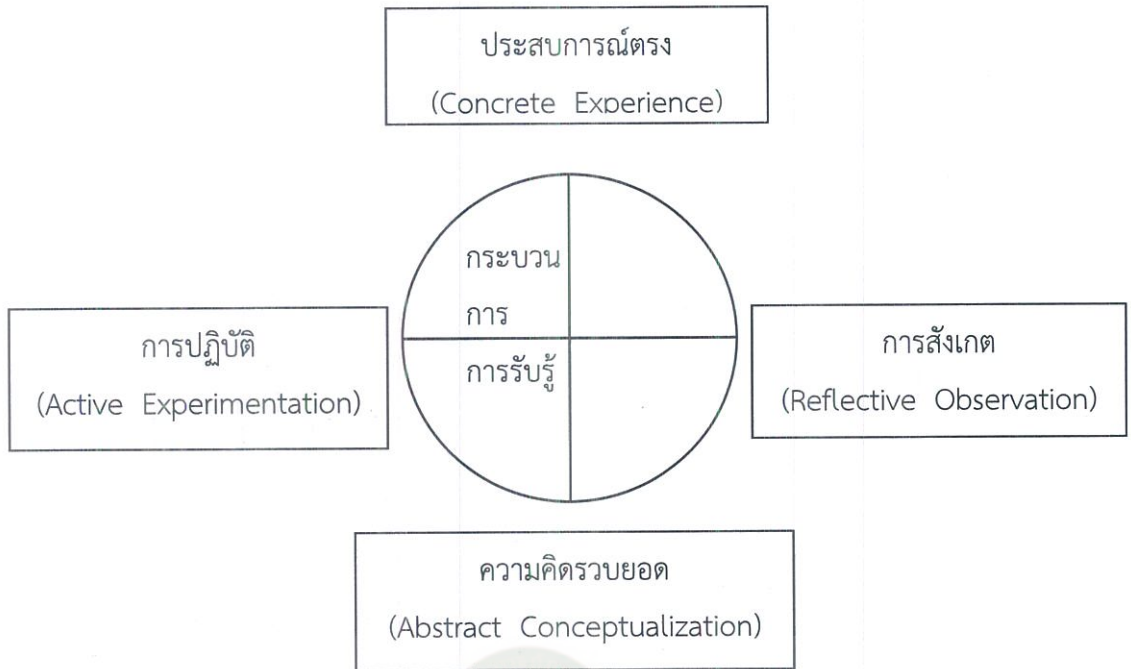 ประสบการณ์ตรง
(Concrete Experience)
กระบวน
การ
การรับรู้
การปฏิบัติ
(Active Experimentation)
การสังเกต
(Reflective Observation)
ความคิดรวบยอด
(Abstract Conceptualization)